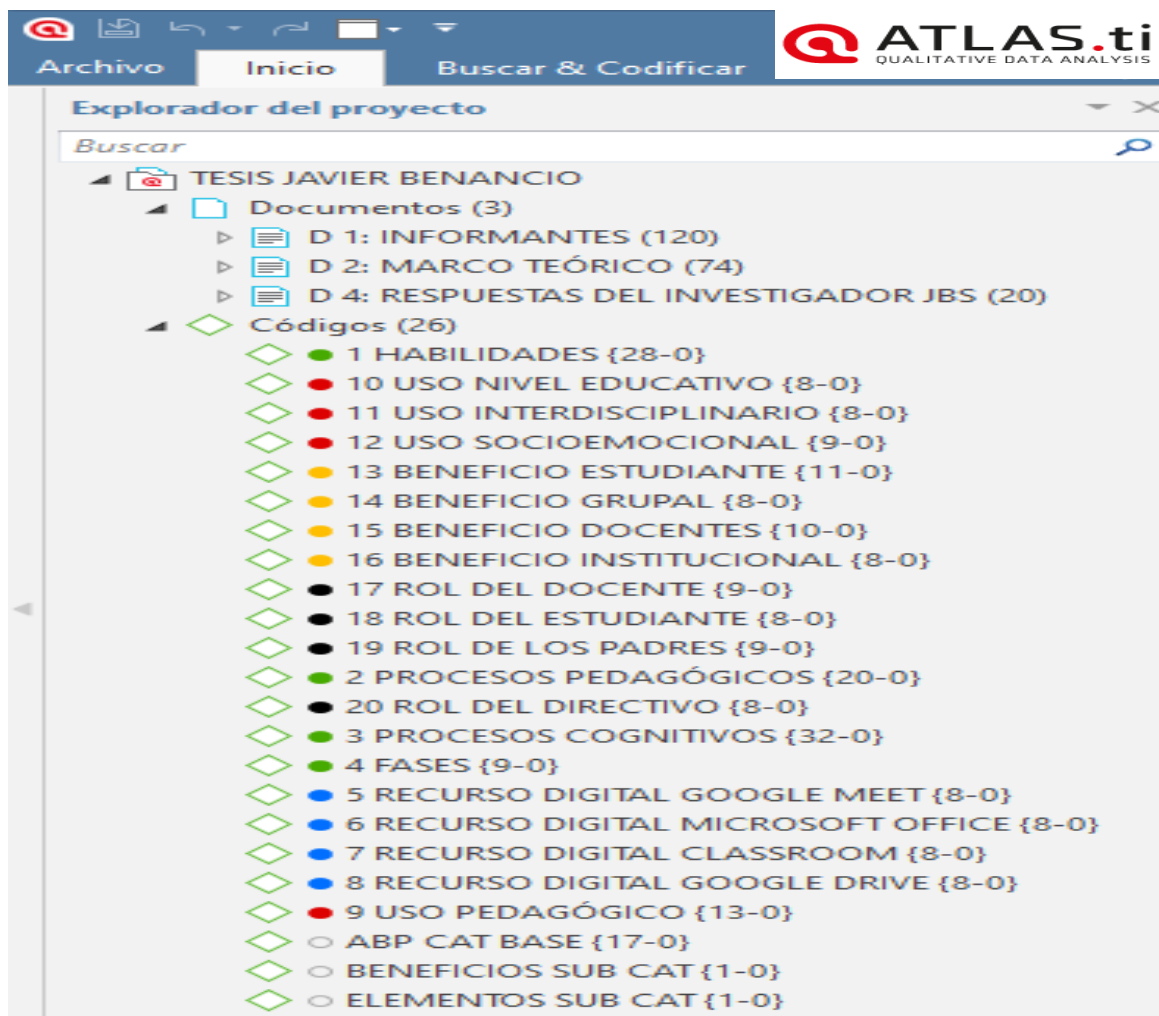 ATLAS.ti
QUALITATIVE DATA ANALYSIS
Archivo Inicio Buscar & Codificar
Explorador del proyecto
Buscar
TESIS JAVIER BENANCIO
Documentos (3)
D 1: INFORMANTES (120)
D 2: MARCO TEÓRICO (74)
D 4: RESPUESTAS DEL INVESTIGADOR JBS (20)
Códigos (26)
1 HABILIDADES {28-0}
10 USO NIVEL EDUCATIVO {8-0}
11 USO INTERDISCIPLINARIO {8-0}
12 USO SOCIOEMOCIONAL {9-0}
13 BENEFICIO ESTUDIANTE {11-0}
14 BENEFICIO GRUPAL {8-0}
15 BENEFICIO DOCENTES {10-0}
16 BENEFICIO INSTITUCIONAL {8-0}
17 ROL DEL DOCENTE {9-0}
18 ROL DEL ESTUDIANTE {8-0}
19 ROL DE LOS PADRES {9-0}
2 PROCESOS PEDAGÓGICOS {20-0}
20 ROL DEL DIRECTIVO {8-0}
3 PROCESOS COGNITIVOS {32-0}
4 FASES {9-0}
5 RECURSO DIGITAL GOOGLE MEET {8-0}
6 RECURSO DIGITAL MICROSOFT OFFICE {8-0}
7 RECURSO DIGITAL CLASSROOM {8-0}
8 RECURSO DIGITAL GOOGLE DRIVE {8-0}
9 USO PEDAGÓGICO {13-0}
ABP CAT BASE {17-0}
BENEFICIOS SUB CAT {1-0}
ELEMENTOS SUB CAT {1-0}